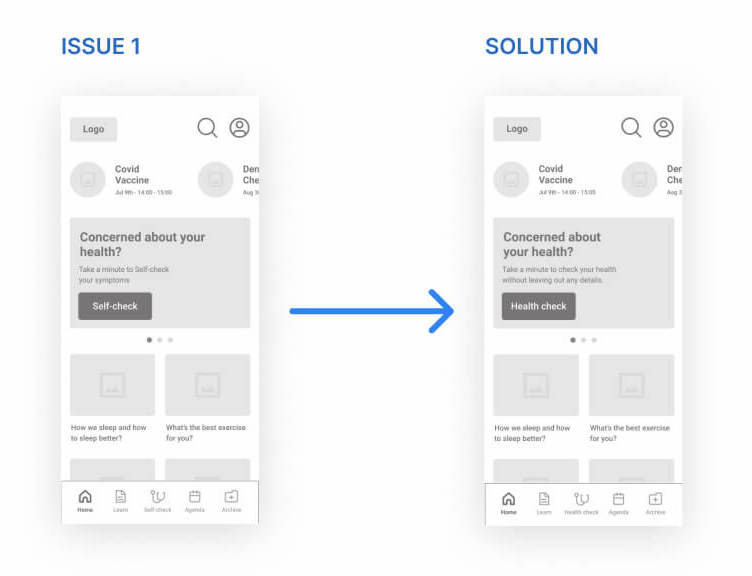 ISSUE 1
SOLUTION
Logo
Covid
Vaccine
Jul 9th - 14:00 - 15:00
Den
Che
Aug 3
Concerned about your
health?
Take a minute to Self-check
your symptoms
Self-check
How we sleep and how
to sleep better?
What's the best exercise
for you?
Home
Learn
Self-check
Agenda
Archive
Logo
Covid
Vaccine
Jul 9th - 14:00 - 15:00
Den
Che
Aug 3
Concerned about
your health?
Take a minute to check your health
without leaving out any details.
Health check
How we sleep and how
to sleep better?
What's the best exercise
for you?
Home
Learn
Health check
Agenda
Archive